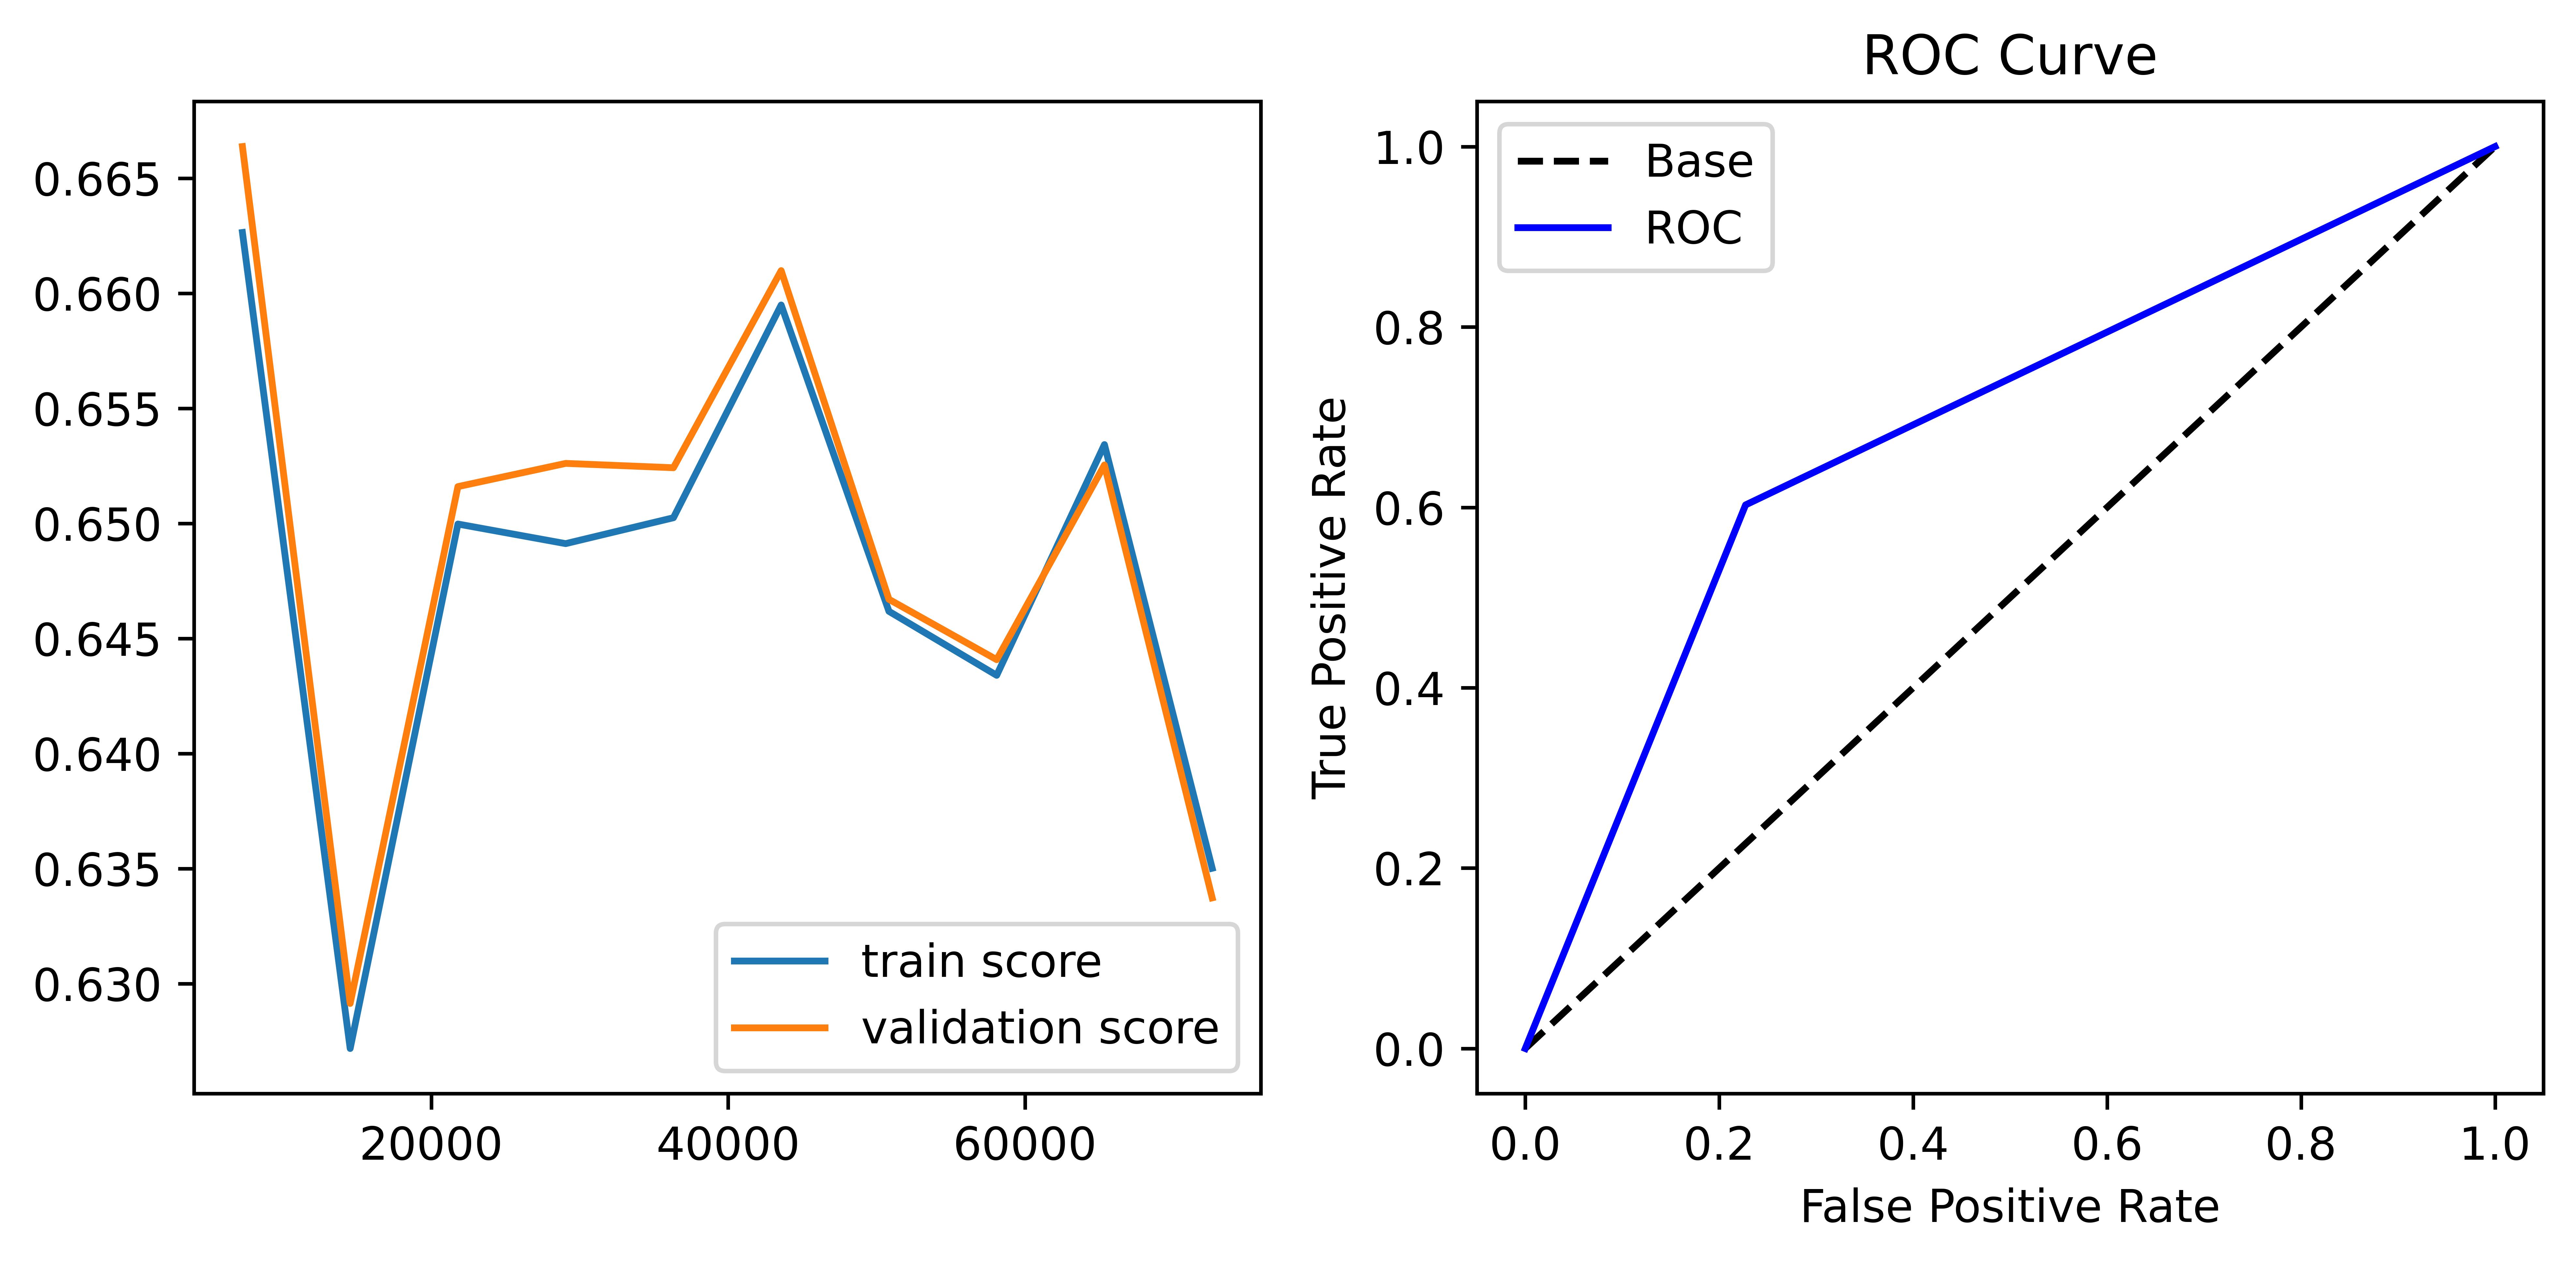 0.665
0.660
0.655
0.650
0.645
0.640
0.635
0.630
20000 40000 60000
train score
validation score
ROC Curve
Base
ROC
True Positive Rate
1.0
0.8
0.6
0.4
0.2
0.0
0.0 0.2 0.4 0.6 0.8 1.0
False Positive Rate